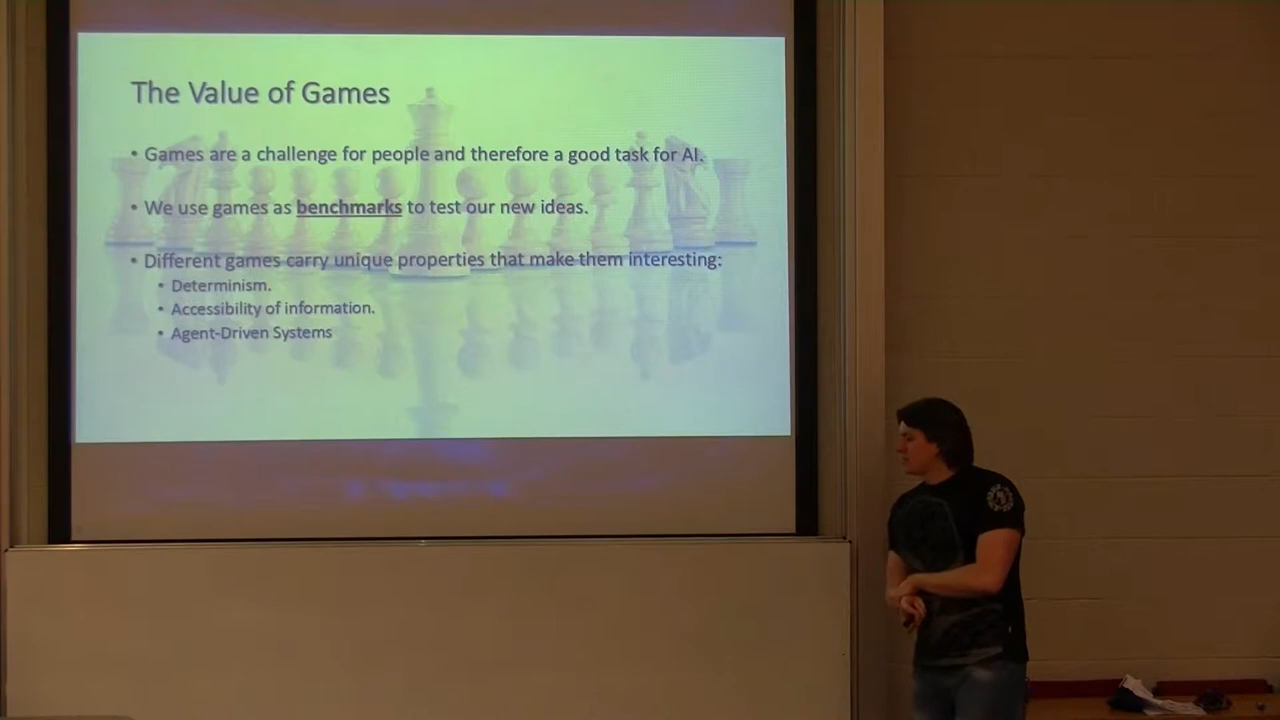 The Value of Games
• Games are a challenge for people and therefore a good task for AI.
• We use games as benchmarks to test our new ideas.
• Different games carry unique properties that make them interesting:
• Determinism.
• Accessibility of information.
• Agent-Driven Systems